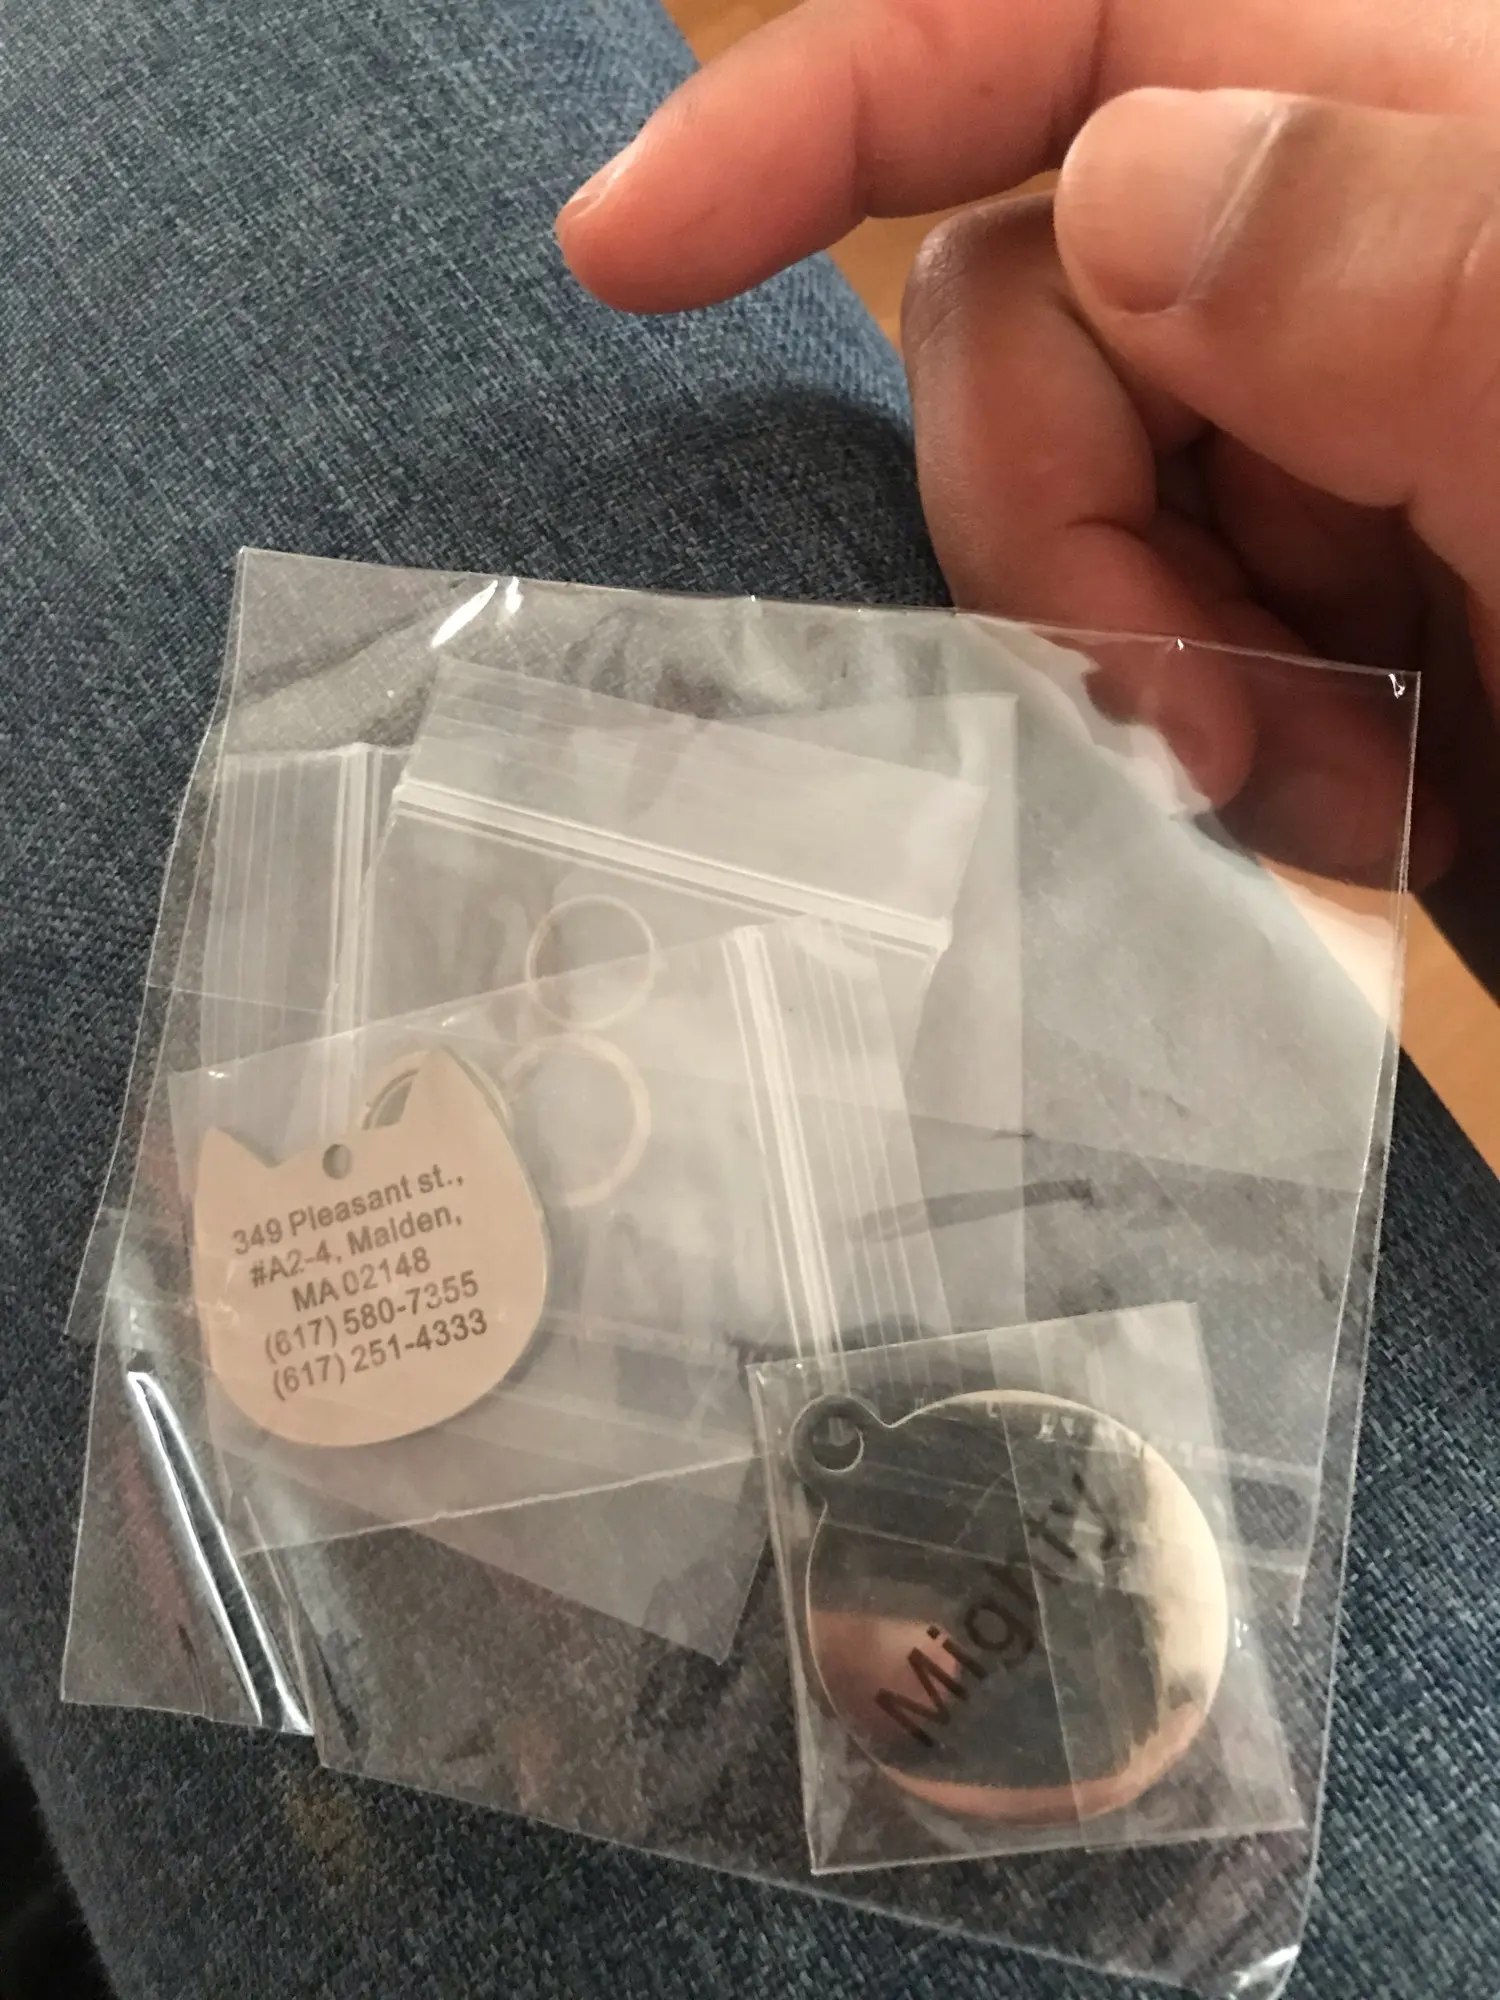 349 Pleasant st.,
#A2-4, Malden,
MA 02148
(617) 580-7355
(617) 251-4333
Mighty